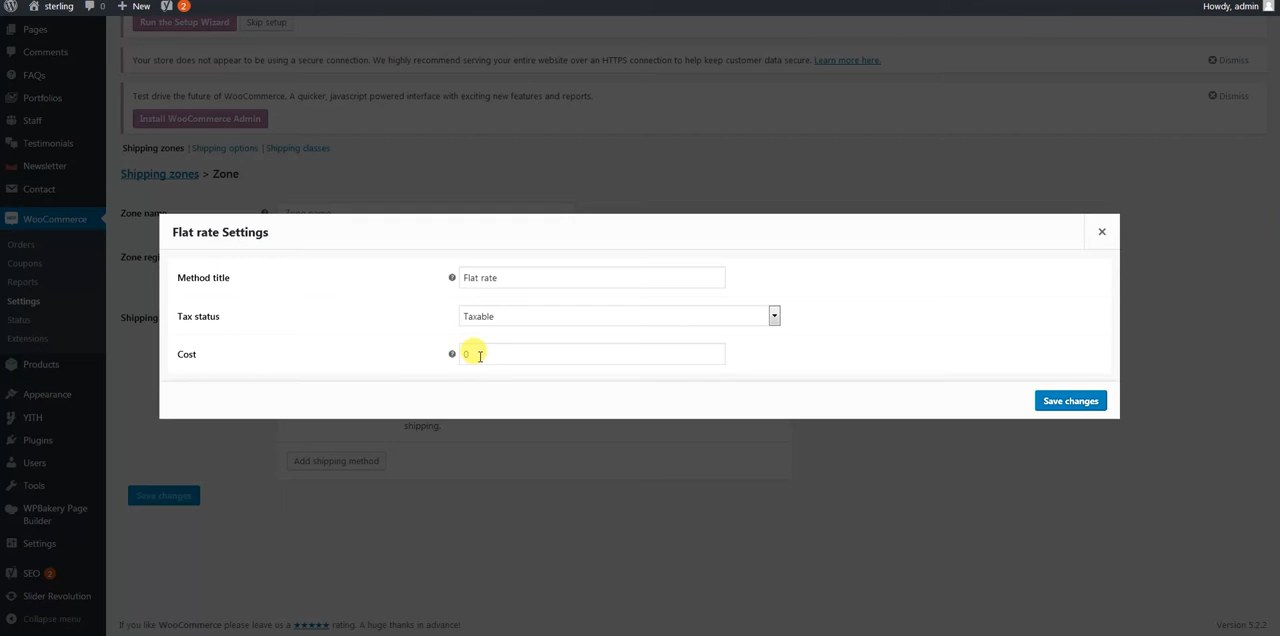 sterling 0 New 2 Howdy, admin
Pages
Comments
FAQs
Portfolios
Staff
Testimonials
Newsletter
Contact
WooCommerce
Orders
Coupons
Reports
Settings
Status
Extensions
Products
Appearance
YITH
Plugins
Users
Tools
WPBakery Page
Builder
Settings
SEO 2
Slider Revolution
Collapse menu
Run the Setup Wizard Skip setup
Your store does not appear to be using a secure connection. We highly recommend serving your entire website over an HTTPS connection to help keep customer data secure. Learn more here. Dismiss
Test drive the future of WooCommerce. A quicker, javascript powered interface with exciting new features and reports. Dismiss
Install WooCommerce Admin
Shipping zones | Shipping options | Shipping classes
Shipping zones > Zone
Zone name
Zone regi
Shipping
Flat rate Settings
Method title Flat rate
Tax status Taxable
Cost 0
Save changes
shipping.
Add shipping method
Save changes
If you like WooCommerce please leave us a ★★★★★ rating. A huge thanks in advance! Version 5.2.2